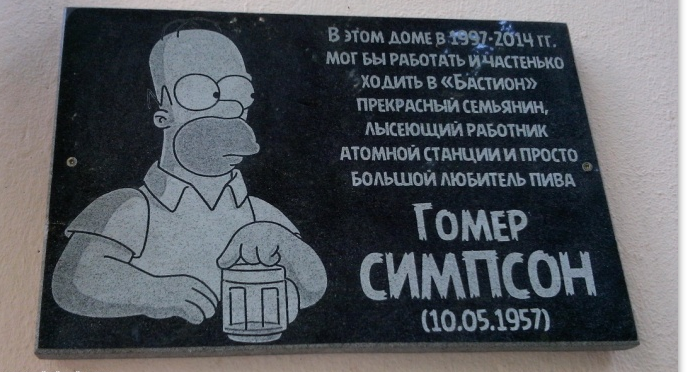 В этом доме в 1997-2014 гг.
мог бы работать и частенько
ходить в «Бастион»
прекрасный семьянин,
лысеющий работник
атомной станции и просто
большой любитель пива
Гомер
СИМПСОН
(10.05.1957)